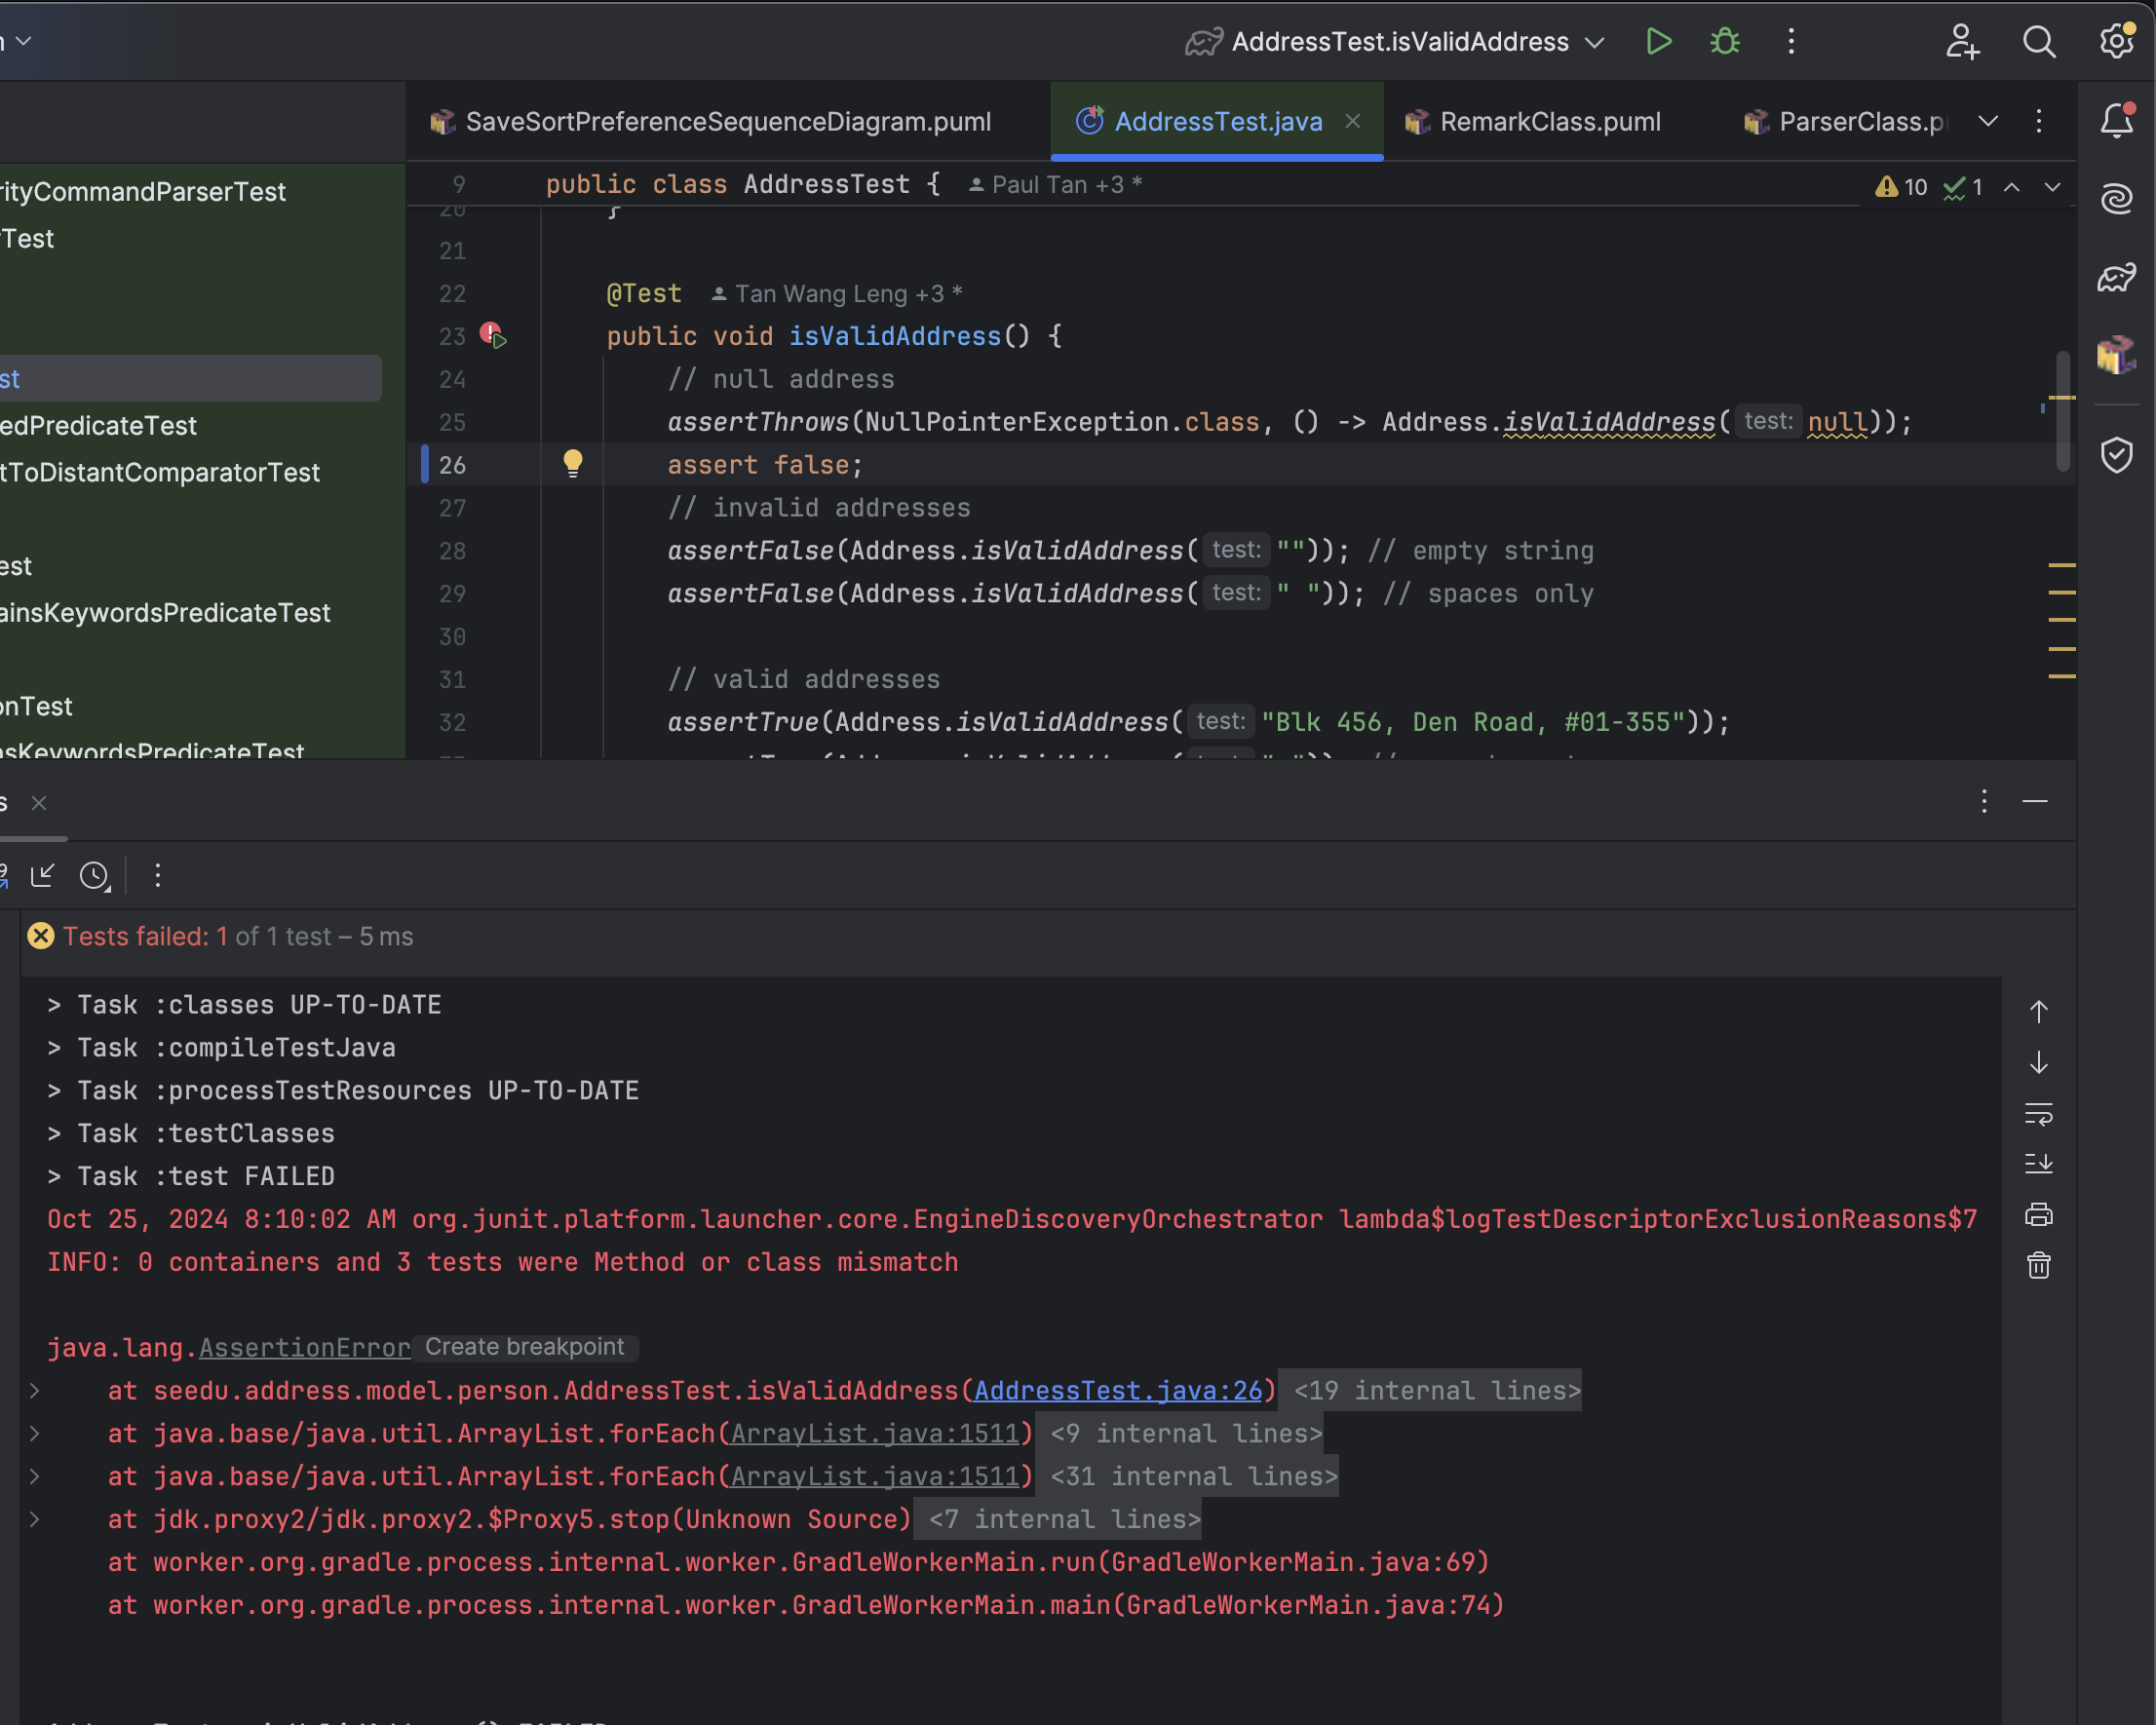 AddressTest.isValidAddress
SaveSortPreferenceSequenceDiagram.puml
AddressTest.java
RemarkClass.puml
ParserClass.p
rityCommandParserTest
rTest
st
edPredicateTest
tToDistantComparatorTest
est
ainsKeywordsPredicateTest
onTest
nsKeywordsPredicateTest
9 public class AddressTest { Paul Tan +3 *
10 1
20 }
21
22 @Test Tan Wang Leng +3 *
23 public void isValidAddress() {
24 // null address
25 assertThrows(NullPointerException.class, () -> Address.isValidAddress( test: null));
26 assert false;
27 // invalid addresses
28 assertFalse(Address.isValidAddress( test: "")); // empty string
29 assertFalse(Address.isValidAddress( test: " ")); // spaces only
30
31 // valid addresses
32 assertTrue(Address.isValidAddress( test: "Blk 456, Den Road, #01-355"));
s
Tests failed: 1 of 1 test – 5 ms
> Task :classes UP-TO-DATE
> Task :compileTestJava
> Task :processTestResources UP-TO-DATE
> Task :testClasses
> Task :test FAILED
Oct 25, 2024 8:10:02 AM org.junit.platform.launcher.core.EngineDiscoveryOrchestrator lambda$logTestDescriptorExclusionReasons$7
INFO: 0 containers and 3 tests were Method or class mismatch
java.lang.AssertionError Create breakpoint
at seedu.address.model.person.AddressTest.isValidAddress(AddressTest.java:26) <19 internal lines>
at java.base/java.util.ArrayList.forEach(ArrayList.java:1511) <9 internal lines>
at java.base/java.util.ArrayList.forEach(ArrayList.java:1511) <31 internal lines>
at jdk.proxy2/jdk.proxy2.$Proxy5.stop(Unknown Source) <7 internal lines>
at worker.org.gradle.process.internal.worker.GradleWorkerMain.run(GradleWorkerMain.java:69)
at worker.org.gradle.process.internal.worker.GradleWorkerMain.main(GradleWorkerMain.java:74)